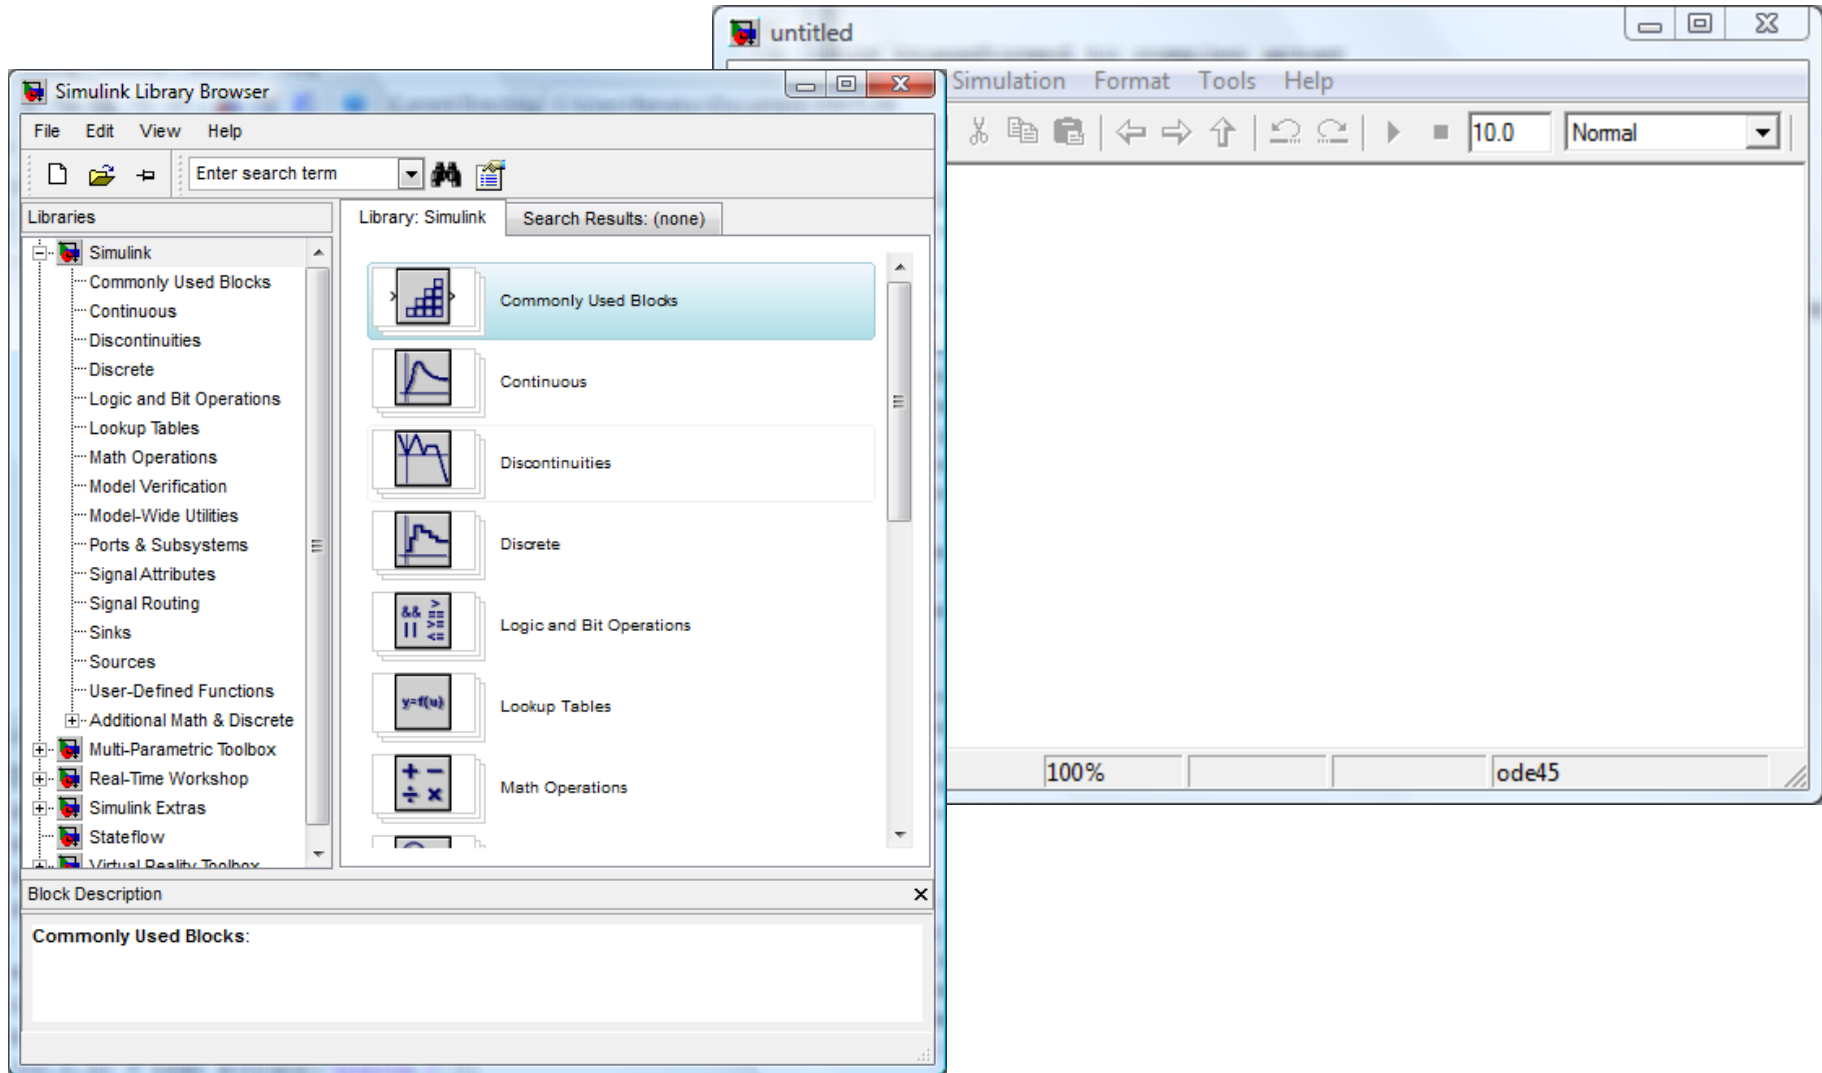 untitled
Simulation Format Tools Help
10.0 Normal
100% ode45
Simulink Library Browser
File Edit View Help
Enter search term
Libraries
Simulink
Commonly Used Blocks
Continuous
Discontinuities
Discrete
Logic and Bit Operations
Lookup Tables
Math Operations
Model Verification
Model-Wide Utilities
Ports & Subsystems
Signal Attributes
Signal Routing
Sinks
Sources
User-Defined Functions
Additional Math & Discrete
Multi-Parametric Toolbox
Real-Time Workshop
Simulink Extras
Stateflow
Virtual Reality Toolbox
Library: Simulink Search Results: (none)
Commonly Used Blocks
Continuous
Discontinuities
Discrete
&& > == || >= <=
Logic and Bit Operations
y=f(u)
Lookup Tables
+ − ÷ ×
Math Operations
Block Description
Commonly Used Blocks: